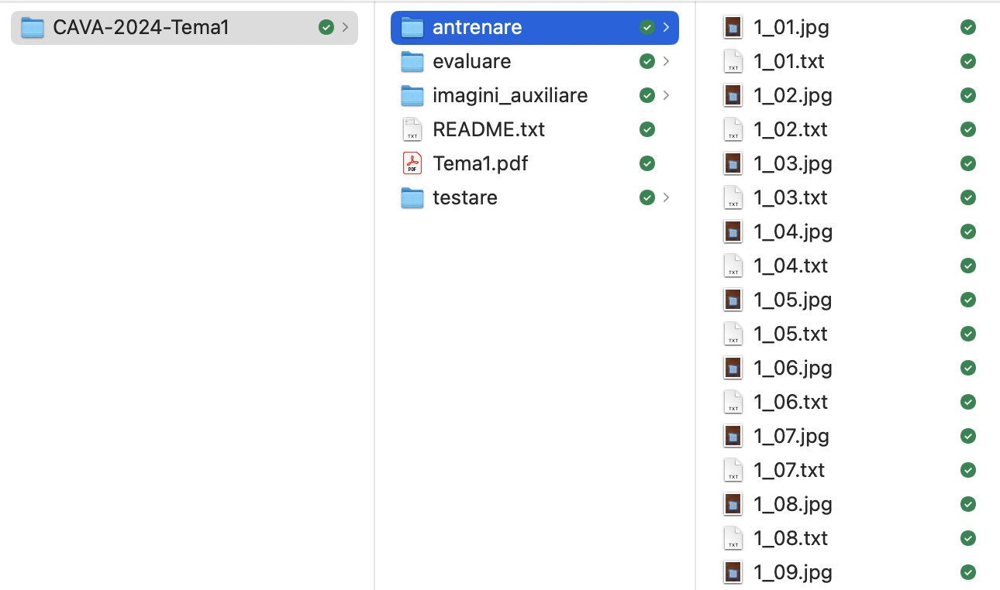 CAVA-2024-Tema1
antrenare
evaluare
imagini_auxiliare
README.txt
Tema1.pdf
testare
1_01.jpg
1_01.txt
1_02.jpg
1_02.txt
1_03.jpg
1_03.txt
1_04.jpg
1_04.txt
1_05.jpg
1_05.txt
1_06.jpg
1_06.txt
1_07.jpg
1_07.txt
1_08.jpg
1_08.txt
1_09.jpg